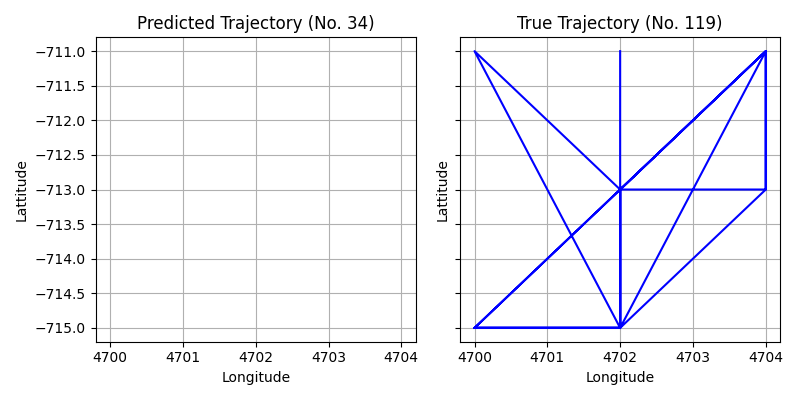 Predicted Trajectory (No. 34)
True Trajectory (No. 119)
−711.0
−711.5
−712.0
−712.5
−713.0
−713.5
−714.0
−714.5
−715.0
Lattitude
Lattitude
4700 4701 4702 4703 4704
4700 4701 4702 4703 4704
Longitude
Longitude